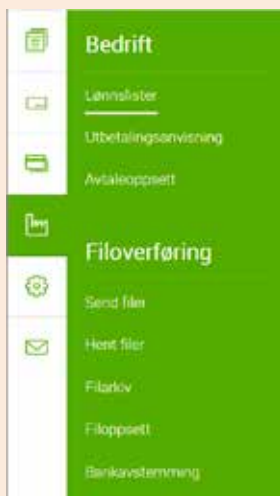 Bedrift
Lønnslister
Utbetalingsanvisning
Avtaleoppsett
Filoverføring
Send filer
Hent filer
Filarkiv
Filoppsett
Bankavstemming